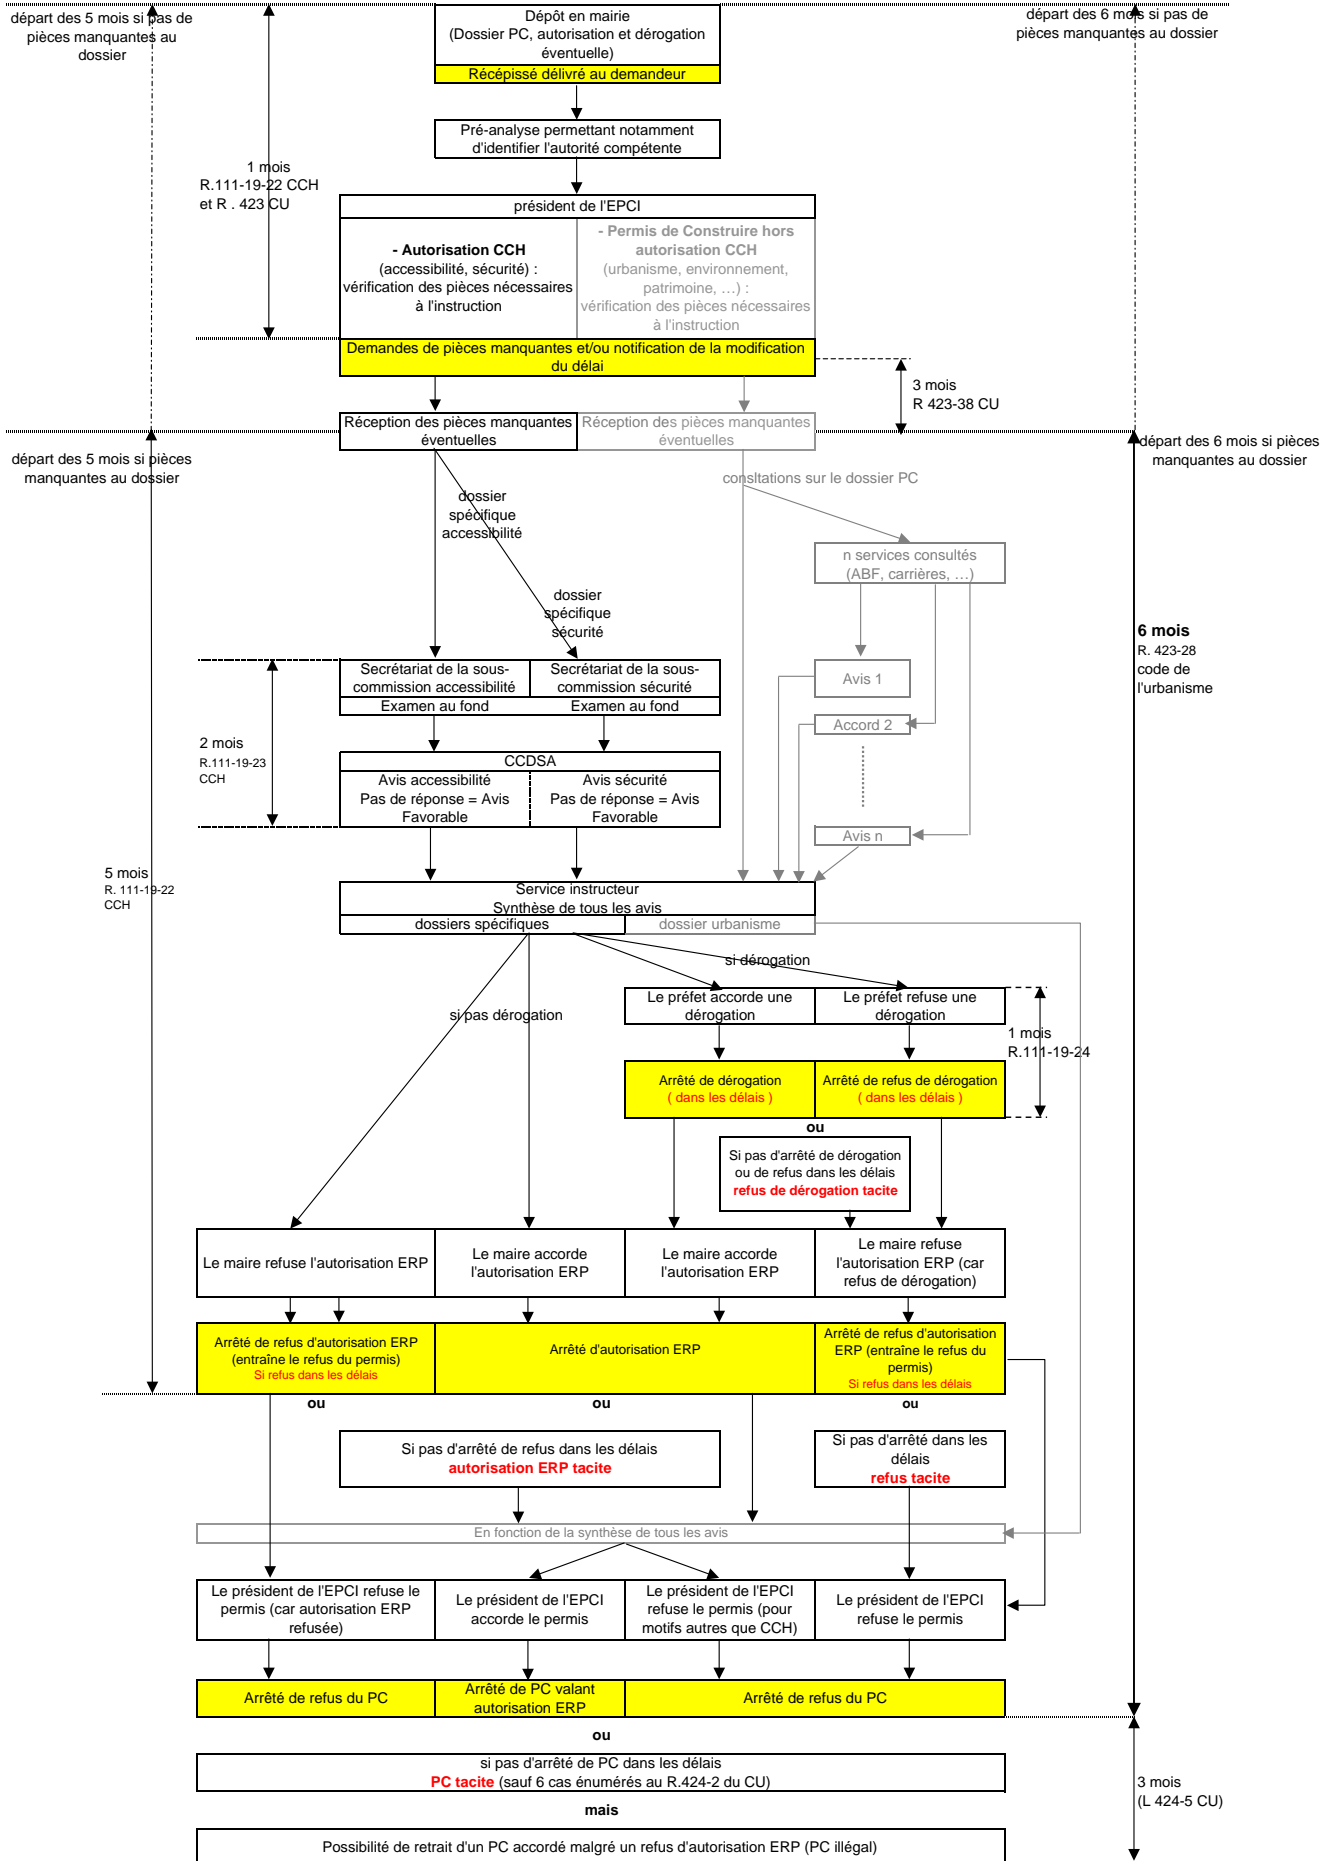 départ des 5 mois si pas de
pièces manquantes au
dossier
Dépôt en mairie
(Dossier PC, autorisation et dérogation
éventuelle)
Récépissé délivré au demandeur
départ des 6 mois si pas de
pièces manquantes au dossier
Pré-analyse permettant notamment
d'identifier l'autorité compétente
1 mois
R.111-19-22 CCH
et R . 423 CU
président de l'EPCI
- Autorisation CCH
(accessibilité, sécurité) :
vérification des pièces nécessaires
à l'instruction
- Permis de Construire hors
autorisation CCH
(urbanisme, environnement,
patrimoine, …) :
vérification des pièces nécessaires
à l'instruction
Demandes de pièces manquantes et/ou notification de la modification
du délai
3 mois
R 423-38 CU
Réception des pièces manquantes
éventuelles
Réception des pièces manquantes
éventuelles
départ des 5 mois si pièces
manquantes au dossier
départ des 6 mois si pièces
manquantes au dossier
consltations sur le dossier PC
dossier
spécifique
accessibilité
n services consultés
(ABF, carrières, …)
dossier
spécifique
sécurité
6 mois
R. 423-28
code de
l'urbanisme
Secrétariat de la sous-
commission accessibilité
Secrétariat de la sous-
commission sécurité
Examen au fond
Examen au fond
Avis 1
Accord 2
2 mois
R.111-19-23
CCH
CCDSA
Avis accessibilité
Pas de réponse = Avis
Favorable
Avis sécurité
Pas de réponse = Avis
Favorable
Avis n
5 mois
R. 111-19-22
CCH
Service instructeur
Synthèse de tous les avis
dossiers spécifiques
dossier urbanisme
si dérogation
si pas dérogation
Le préfet accorde une
dérogation
Le préfet refuse une
dérogation
1 mois
R.111-19-24
Arrêté de dérogation
( dans les délais )
Arrêté de refus de dérogation
( dans les délais )
ou
Si pas d'arrêté de dérogation
ou de refus dans les délais
refus de dérogation tacite
Le maire refuse l'autorisation ERP
Le maire accorde
l'autorisation ERP
Le maire accorde
l'autorisation ERP
Le maire refuse
l'autorisation ERP (car
refus de dérogation)
Arrêté de refus d'autorisation ERP
(entraîne le refus du permis)
Si refus dans les délais
Arrêté d'autorisation ERP
Arrêté de refus d'autorisation
ERP (entraîne le refus du
permis)
Si refus dans les délais
ou
ou
ou
Si pas d'arrêté de refus dans les délais
autorisation ERP tacite
Si pas d'arrêté dans les
délais
refus tacite
En fonction de la synthèse de tous les avis
Le président de l'EPCI refuse le
permis (car autorisation ERP
refusée)
Le président de l'EPCI
accorde le permis
Le président de l'EPCI
refuse le permis (pour
motifs autres que CCH)
Le président de l'EPCI
refuse le permis
Arrêté de refus du PC
Arrêté de PC valant
autorisation ERP
Arrêté de refus du PC
ou
si pas d'arrêté de PC dans les délais
PC tacite (sauf 6 cas énumérés au R.424-2 du CU)
mais
3 mois
(L 424-5 CU)
Possibilité de retrait d'un PC accordé malgré un refus d'autorisation ERP (PC illégal)